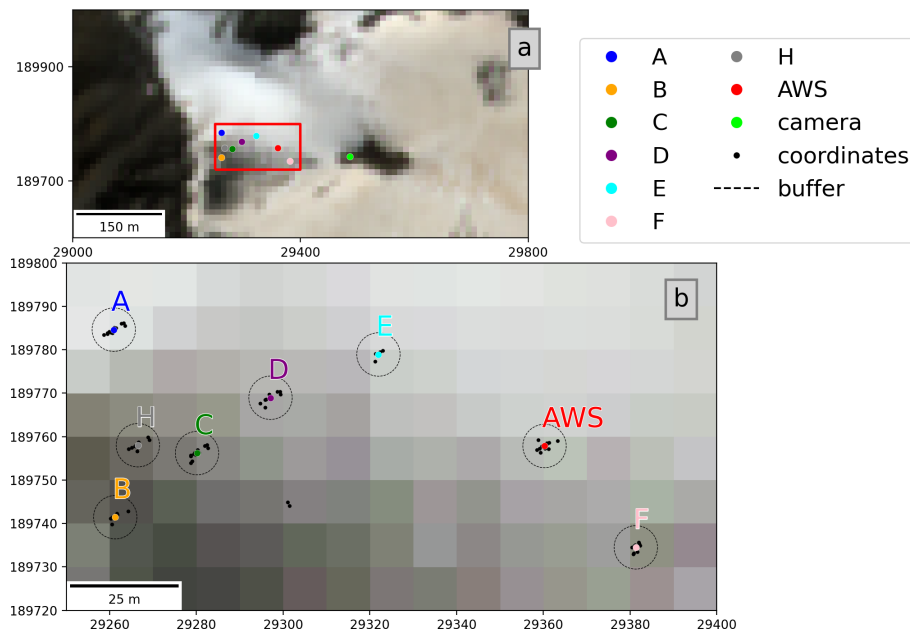 189900
189700
a
150 m
29000 29400 29800
A H
B AWS
C camera
D coordinates
E buffer
F
189800
189790
189780
189770
189760
189750
189740
189730
189720
b
A
E
D
H
C
AWS
B
F
25 m
29260 29280 29300 29320 29340 29360 29380 29400